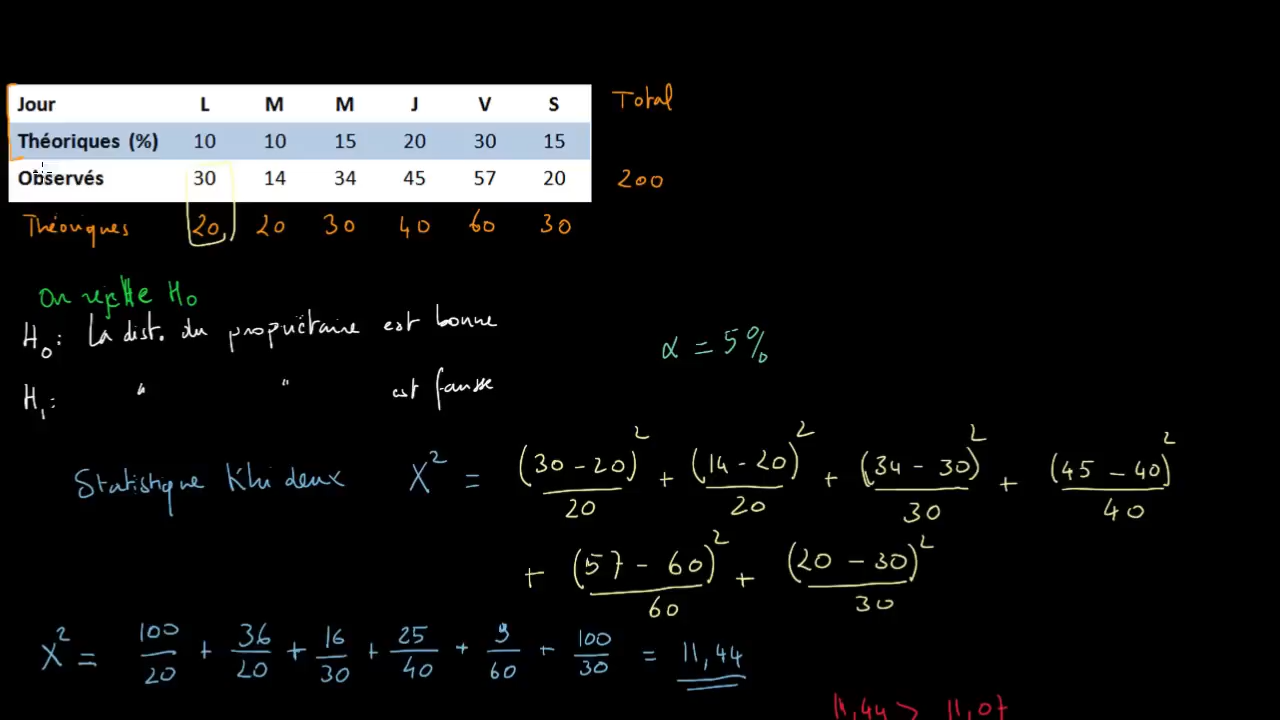 Jour L M M J V S Total
Théoriques (%) 10 10 15 20 30 15
Observés 30 14 34 45 57 20 200
Théoriques 20 20 30 40 60 30
On rejette H0
H0: La dist. du propriétaire est bonne
α = 5%
H1: " " est fausse
Statistique Khi deux X² = (30 - 20)²/20 + (14 - 20)²/20 + (34 - 30)²/30 + (45 - 40)²/40
+ (57 - 60)²/60 + (20 - 30)²/30
X² = 100/20 + 36/20 + 16/30 + 25/40 + 9/60 + 100/30 = 11,44
11,44 > 11,07